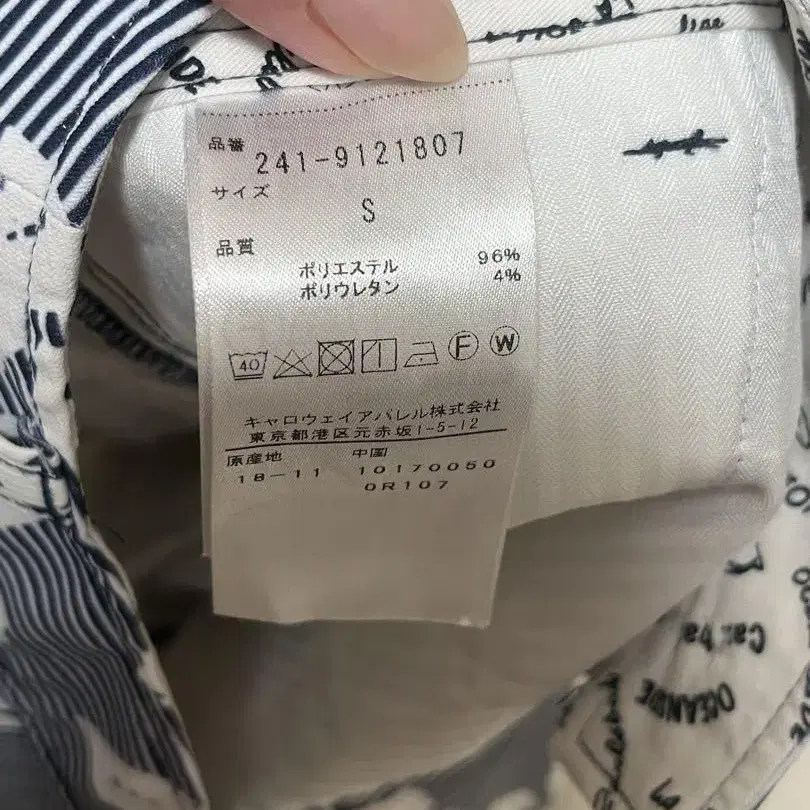 品番 241-9121807
サイズ
S
品質
ポリエステル 96%
ポリウレタン 4%
40 F W
キャロウェイアパレル株式会社
東京都港区元赤坂1-5-12
原産地 中国
18-11 10170050
0R107
line